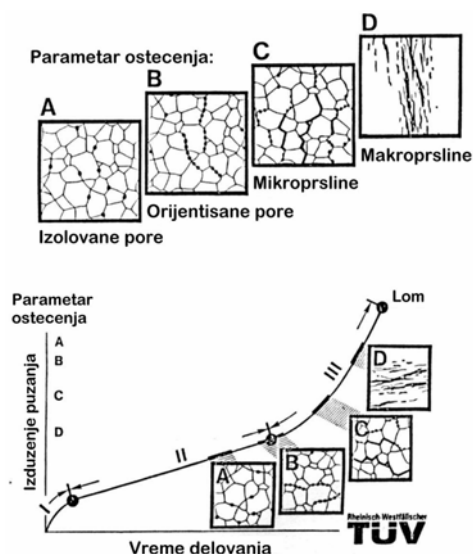 Parametar ostecenja:
A
B
C
D
Izolovane pore
Orijentisane pore
Mikroprsline
Makroprsline
Parametar
ostecenja
A
B
C
D
Izduzenje puzanja
I
II
III
Lom
A
B
C
D
Rheinisch-Westfälischer
TÜV
Vreme delovanja